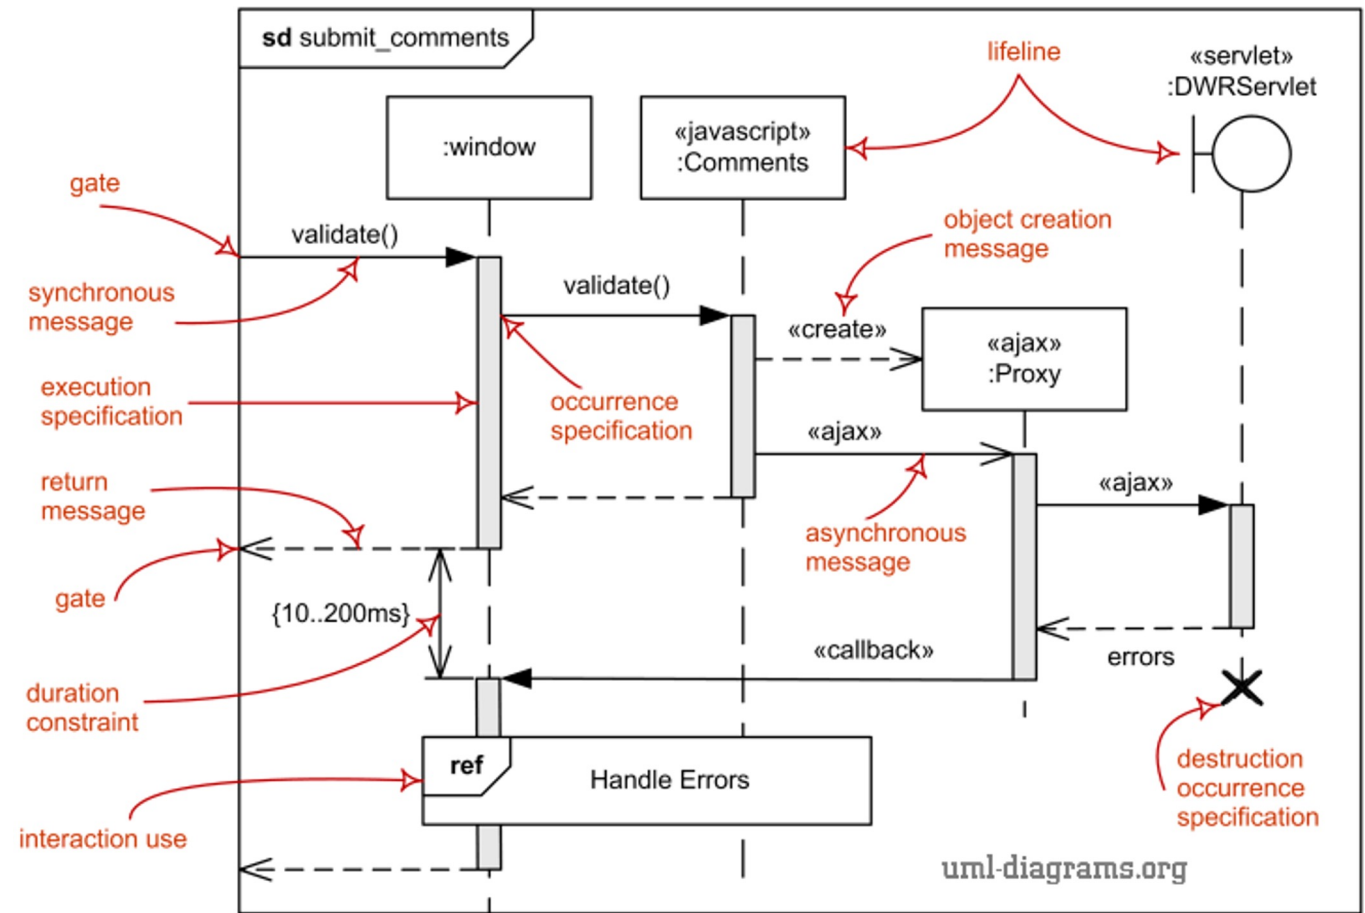 sd submit_comments
lifeline
«servlet»
:DWRServlet
:window
«javascript»
:Comments
gate
validate()
object creation
message
synchronous
message
validate()
«create»
«ajax»
:Proxy
execution
specification
occurrence
specification
«ajax»
return
message
«ajax»
asynchronous
message
gate
{10..200ms}
«callback»
errors
duration
constraint
ref
Handle Errors
destruction
occurrence
specification
interaction use
uml-diagrams.org